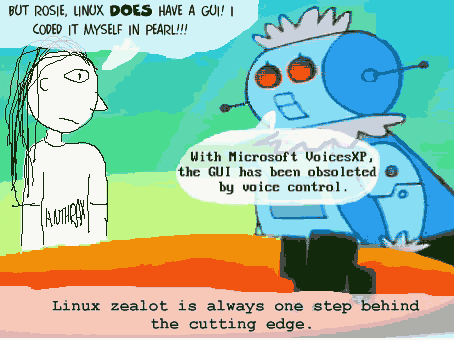 BUT ROSIE, LINUX DOES HAVE A GUI! I
CODED IT MYSELF IN PEARL!!!
With Microsoft VoicesXP,
the GUI has been obsoleted
by voice control.
ANTHRAX
Linux zealot is always one step behind
the cutting edge.